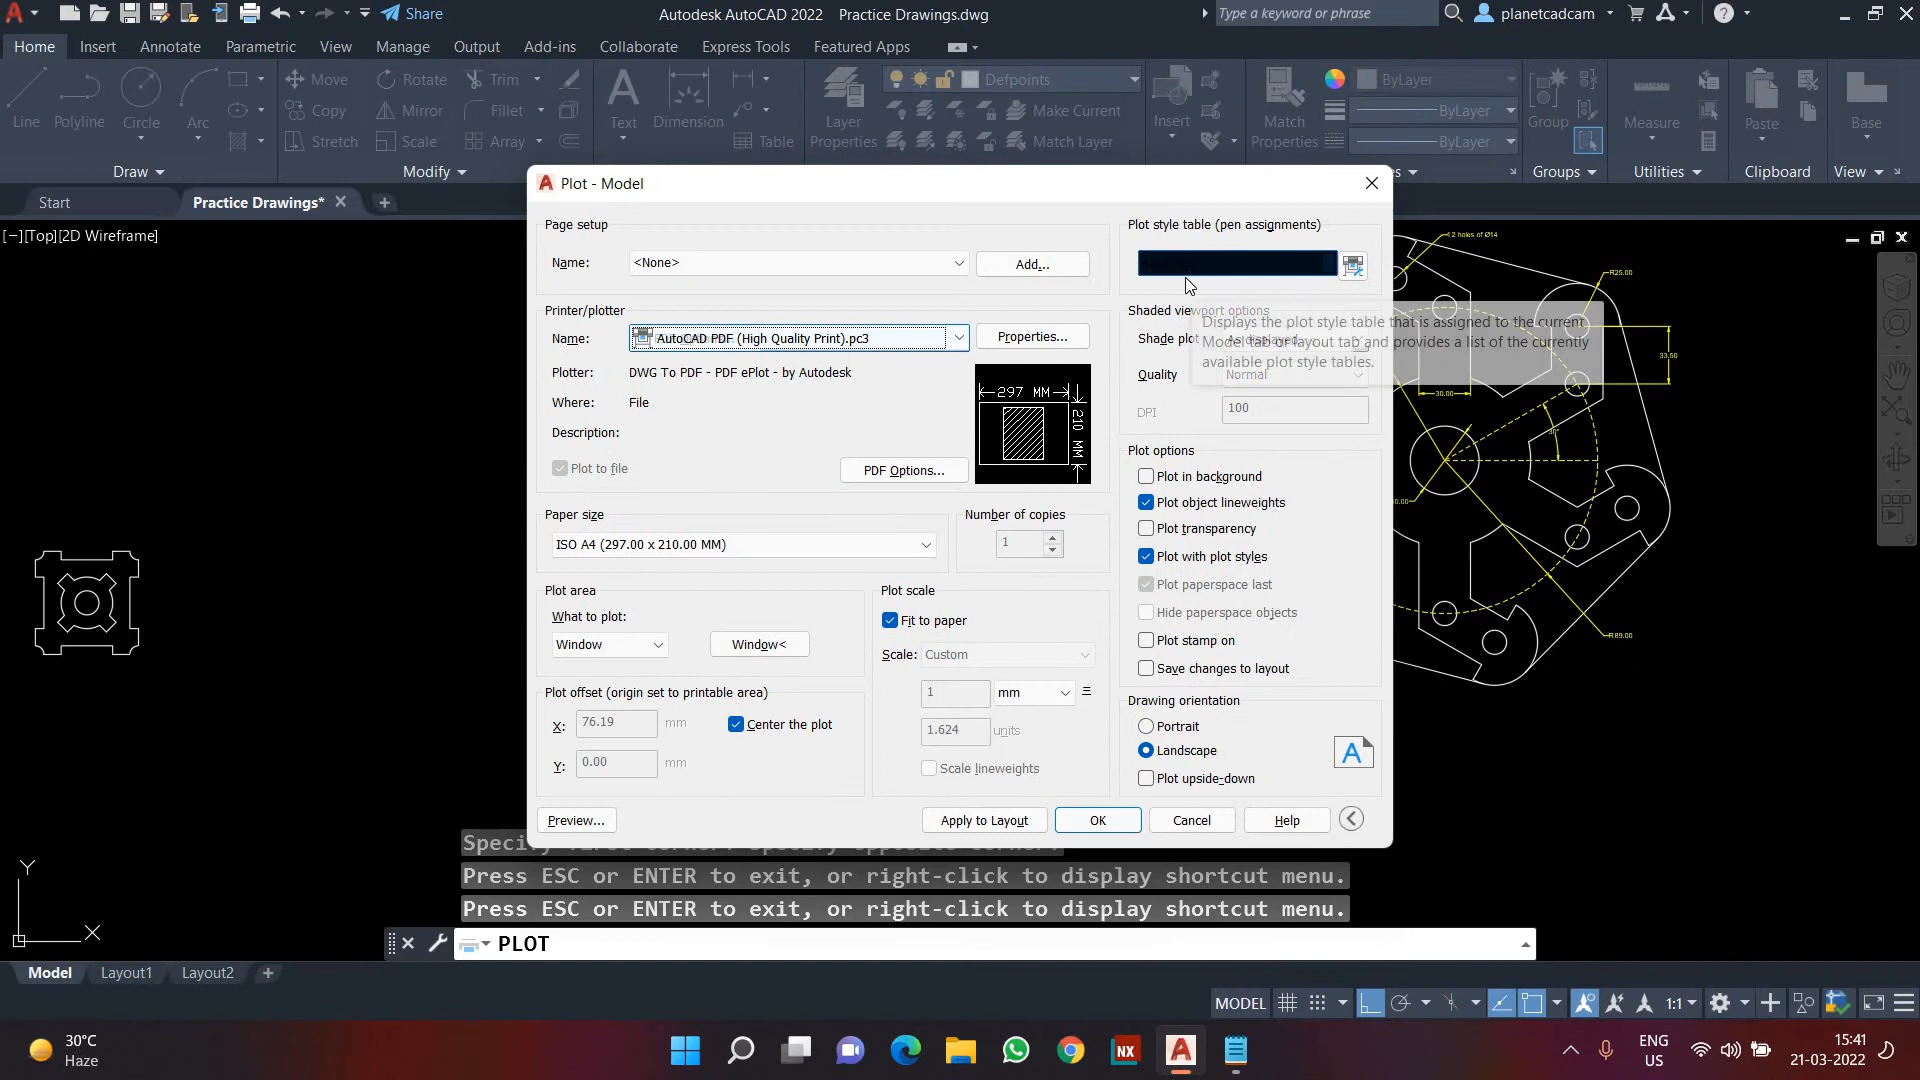 Share
Autodesk AutoCAD 2022 Practice Drawings.dwg
Type a keyword or phrase
planetcadcam
Home Insert Annotate Parametric View Manage Output Add-ins Collaborate Express Tools Featured Apps
Line Polyline Circle Arc
Move Rotate Trim
Copy Mirror Fillet
Stretch Scale Array
Text Dimension Table
Layer Properties
Defpoints
Make Current
Match Layer
Insert
Match Properties
ByLayer
ByLayer
ByLayer
Group
Measure
Paste
Base
Draw Modify Groups Utilities Clipboard View
Start Practice Drawings*
[−][Top][2D Wireframe]
Plot - Model
Page setup
Name: <None> Add...
Printer/plotter
Name: AutoCAD PDF (High Quality Print).pc3 Properties...
Plotter: DWG To PDF - PDF ePlot - by Autodesk
Where: File
Description:
Plot to file
PDF Options...
297 MM
210 MM
Paper size
ISO A4 (297.00 x 210.00 MM)
Number of copies
1
Plot area
What to plot:
Window Window<
Plot offset (origin set to printable area)
X: 76.19 mm Center the plot
Y: 0.00 mm
Plot scale
Fit to paper
Scale: Custom
1 mm =
1.624 units
Scale lineweights
Plot style table (pen assignments)
Shaded viewport options
Shade plot As displayed
Quality Normal
DPI 100
Displays the plot style table that is assigned to the current
Model tab or layout tab and provides a list of the currently
available plot style tables.
Plot options
Plot in background
Plot object lineweights
Plot transparency
Plot with plot styles
Plot paperspace last
Hide paperspace objects
Plot stamp on
Save changes to layout
Drawing orientation
Portrait
Landscape
Plot upside-down
A
Preview... Apply to Layout OK Cancel Help
R25.00
33.50
30.00
R89.00
Press ESC or ENTER to exit, or right-click to display shortcut menu.
Press ESC or ENTER to exit, or right-click to display shortcut menu.
PLOT
Y
X
Model Layout1 Layout2
MODEL 1:1
30°C
Haze
NX
ENG
US
15:41
21-03-2022